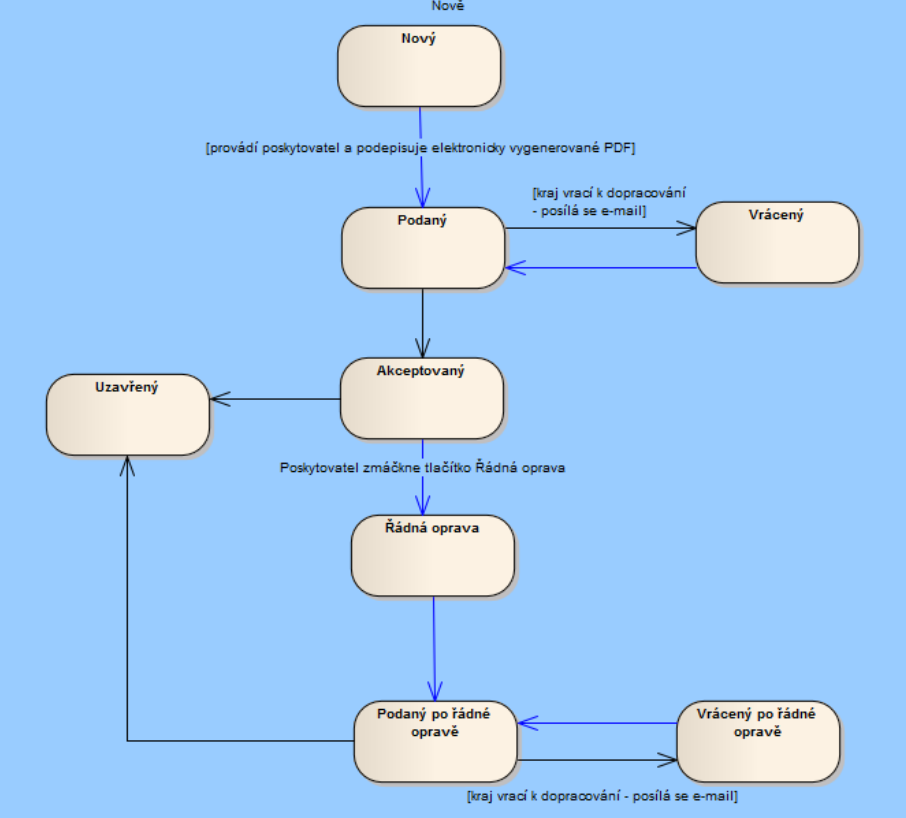 Nově
Nový
[provádí poskytovatel a podepisuje elektronicky vygenerované PDF]
[kraj vrací k dopracování
- posílá se e-mail]
Podaný
Vrácený
Akceptovaný
Uzavřený
Poskytovatel zmáčkne tlačítko Řádná oprava
Řádná oprava
Podaný po řádné
opravě
Vrácený po řádné
opravě
[kraj vrací k dopracování - posílá se e-mail]